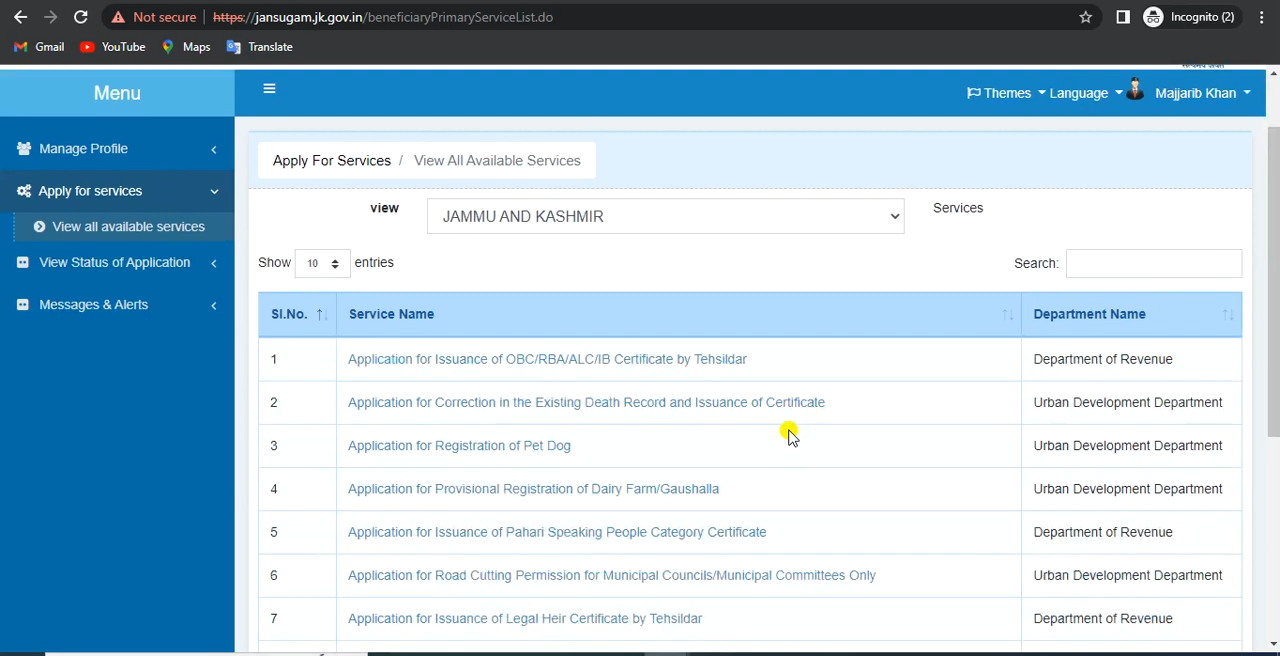 Not secure https://jansugam.jk.gov.in/beneficiaryPrimaryServiceList.do Incognito (2)
Gmail YouTube Maps Translate
Menu Themes Language Majjarib Khan
Manage Profile
Apply for services
View all available services
View Status of Application
Messages & Alerts
Apply For Services / View All Available Services
view JAMMU AND KASHMIR Services
Show 10 entries Search:
Sl.No. Service Name Department Name
1 Application for Issuance of OBC/RBA/ALC/IB Certificate by Tehsildar Department of Revenue
2 Application for Correction in the Existing Death Record and Issuance of Certificate Urban Development Department
3 Application for Registration of Pet Dog Urban Development Department
4 Application for Provisional Registration of Dairy Farm/Gaushalla Urban Development Department
5 Application for Issuance of Pahari Speaking People Category Certificate Department of Revenue
6 Application for Road Cutting Permission for Municipal Councils/Municipal Committees Only Urban Development Department
7 Application for Issuance of Legal Heir Certificate by Tehsildar Department of Revenue